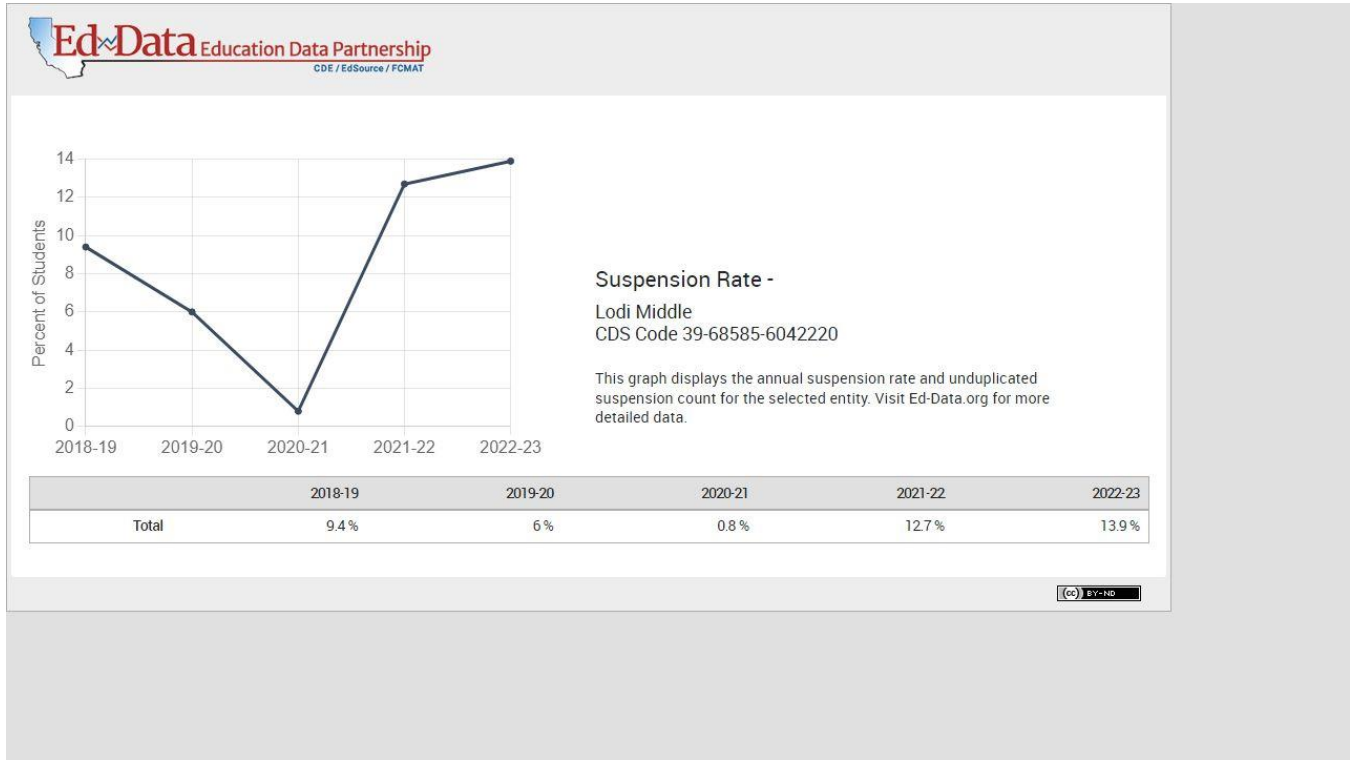 Ed Data Education Data Partnership
CDE / EdSource / FCMAT
14
12
10
8
6
4
2
0
Percent of Students
2018-19 2019-20 2020-21 2021-22 2022-23
Suspension Rate -
Lodi Middle
CDS Code 39-68585-6042220
This graph displays the annual suspension rate and unduplicated
suspension count for the selected entity. Visit Ed-Data.org for more
detailed data.
2018-19 2019-20 2020-21 2021-22 2022-23
Total 9.4 % 6 % 0.8 % 12.7 % 13.9 %
(cc) BY-ND